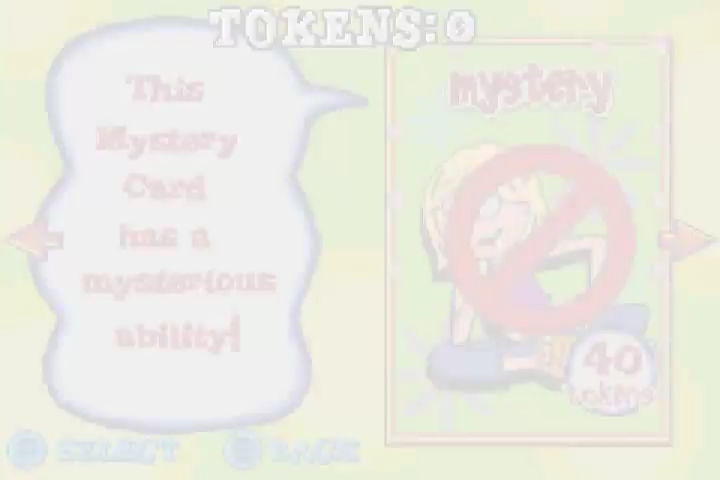 TOKENS: 0
This
Mystery
Card
has a
mysterious
ability!
mystery
40
tokens
SELECT
BACK